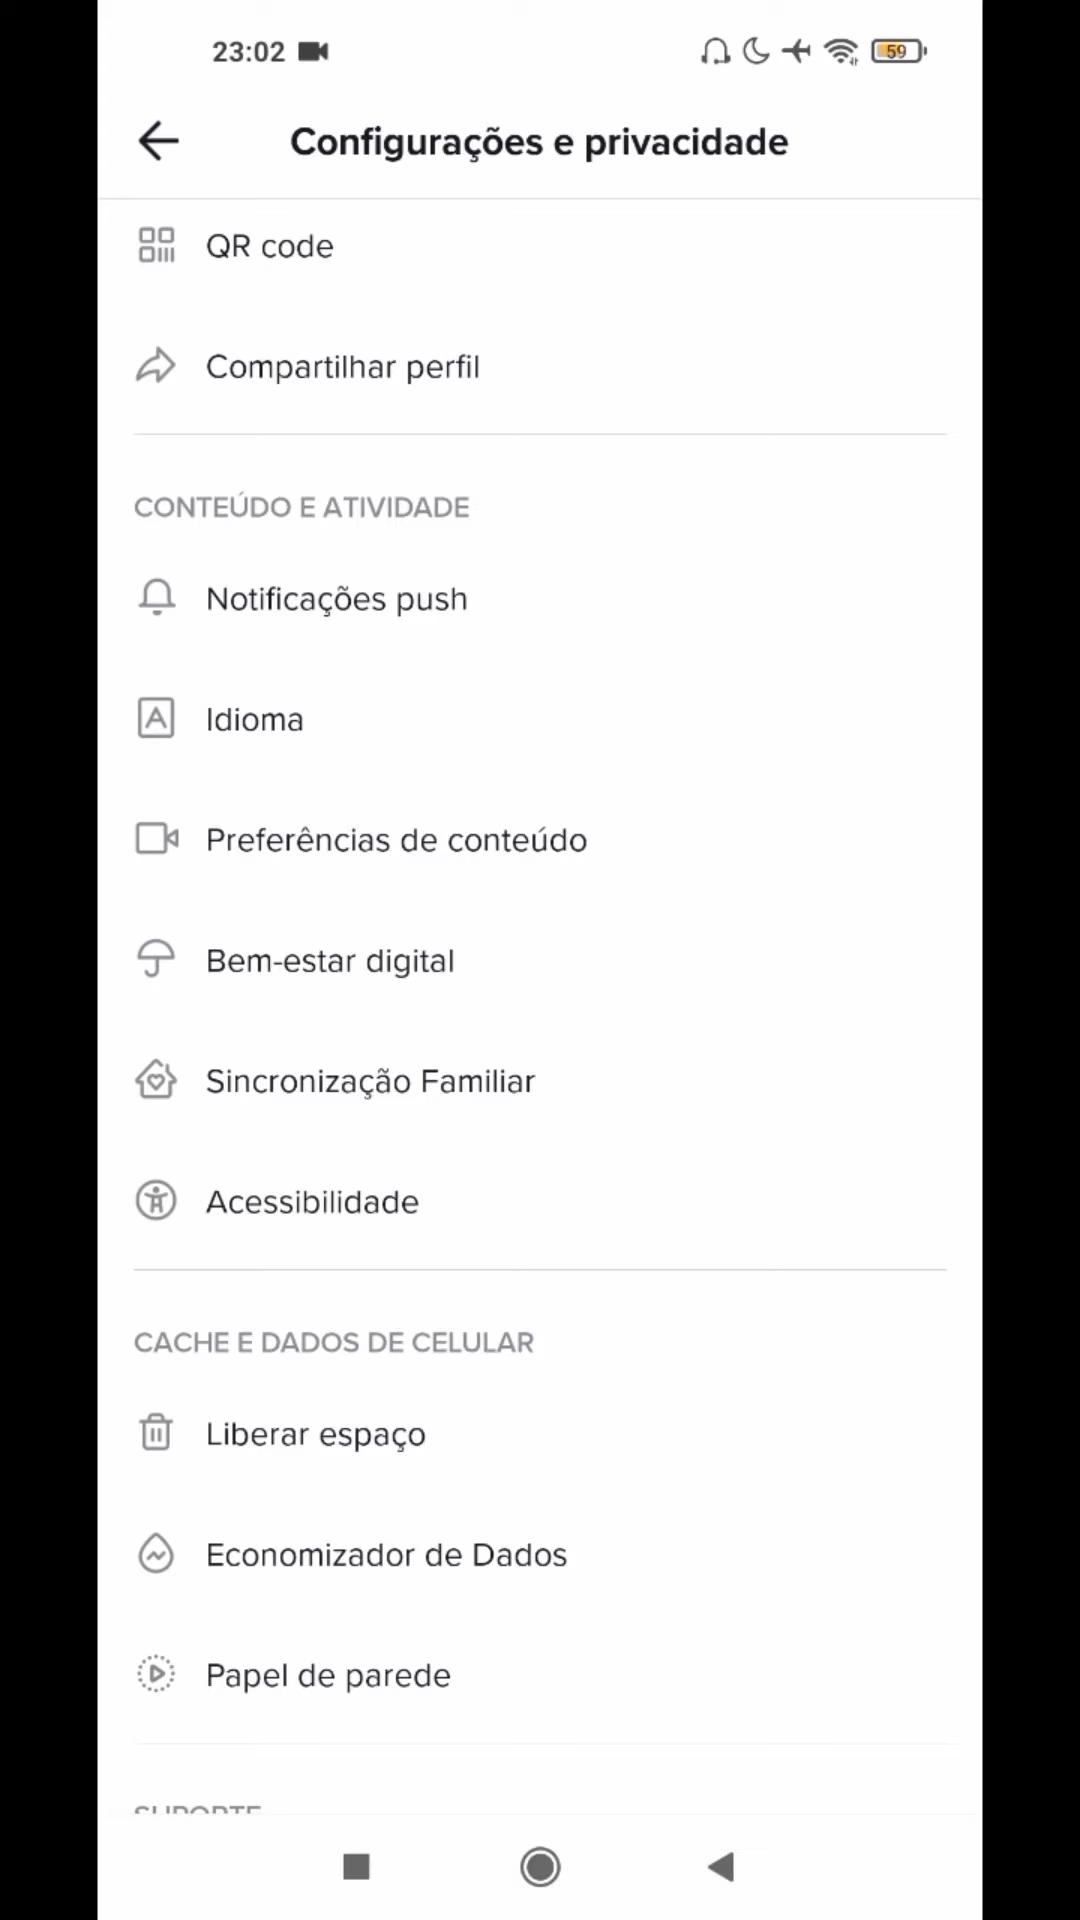 23:02
59
Configurações e privacidade
QR code
Compartilhar perfil
CONTEÚDO E ATIVIDADE
Notificações push
Idioma
Preferências de conteúdo
Bem-estar digital
Sincronização Familiar
Acessibilidade
CACHE E DADOS DE CELULAR
Liberar espaço
Economizador de Dados
Papel de parede
SUPORTE